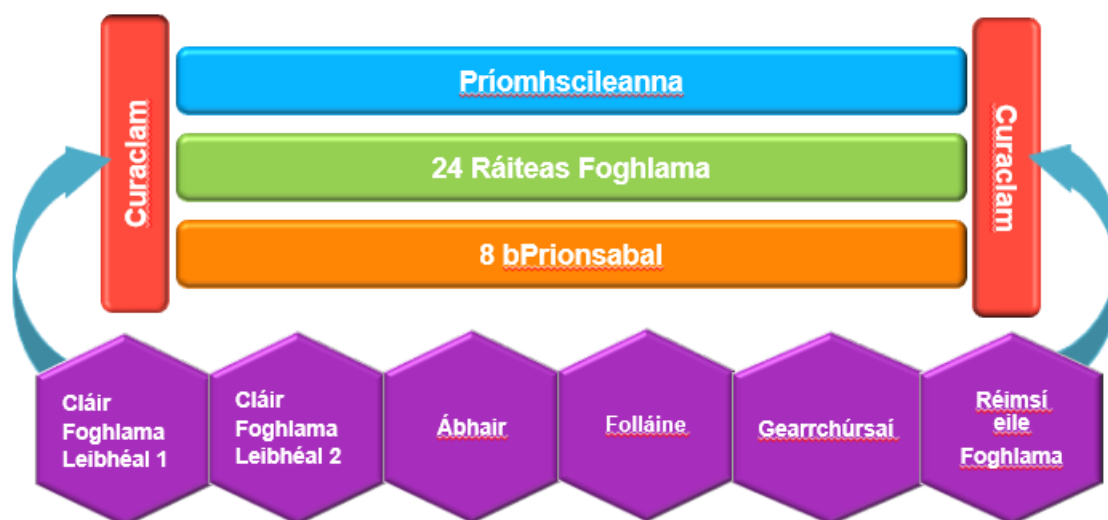 Curaclam
Príomhscileanna
24 Ráiteas Foghlama
8 bPrionsabal
Curaclam
Cláir
Foghlama
Leibhéal 1
Cláir
Foghlama
Leibhéal 2
Ábhair
Folláine
Gearrchúrsaí
Réimsí
eile
Foghlama